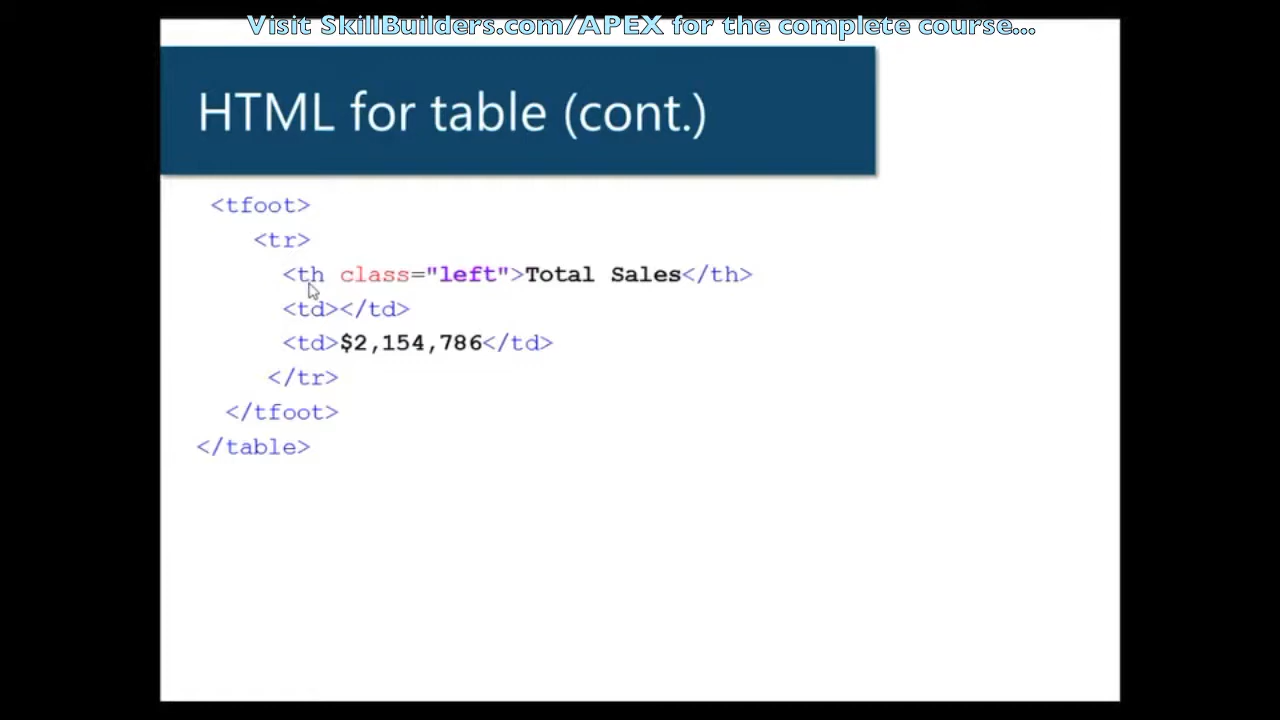 Visit SkillBuilders.com/APEX for the complete course...
HTML for table (cont.)
<tfoot>
<tr>
<th class="left">Total Sales</th>
<td></td>
<td>$2,154,786</td>
</tr>
</tfoot>
</table>